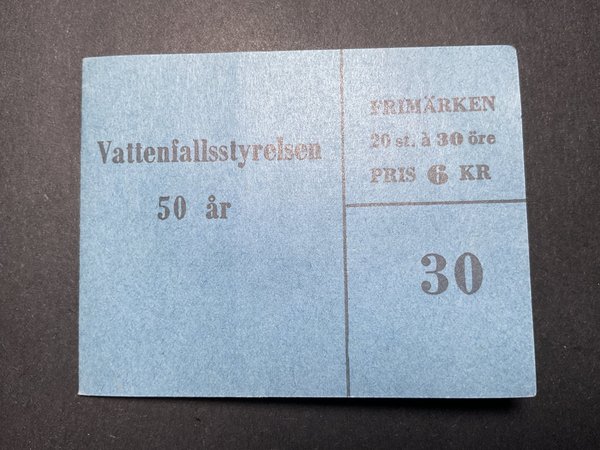 Vattenfallsstyrelsen
50 år
FRIMÄRKEN
20 st. à 30 öre
PRIS 6 KR
30